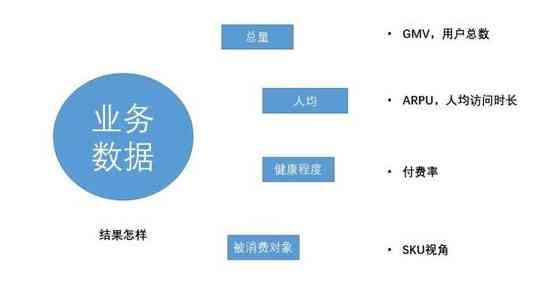 总量
• GMV，用户总数
人均
• ARPU，人均访问时长
业务
数据
健康程度
• 付费率
结果怎样
被消费对象
• SKU视角